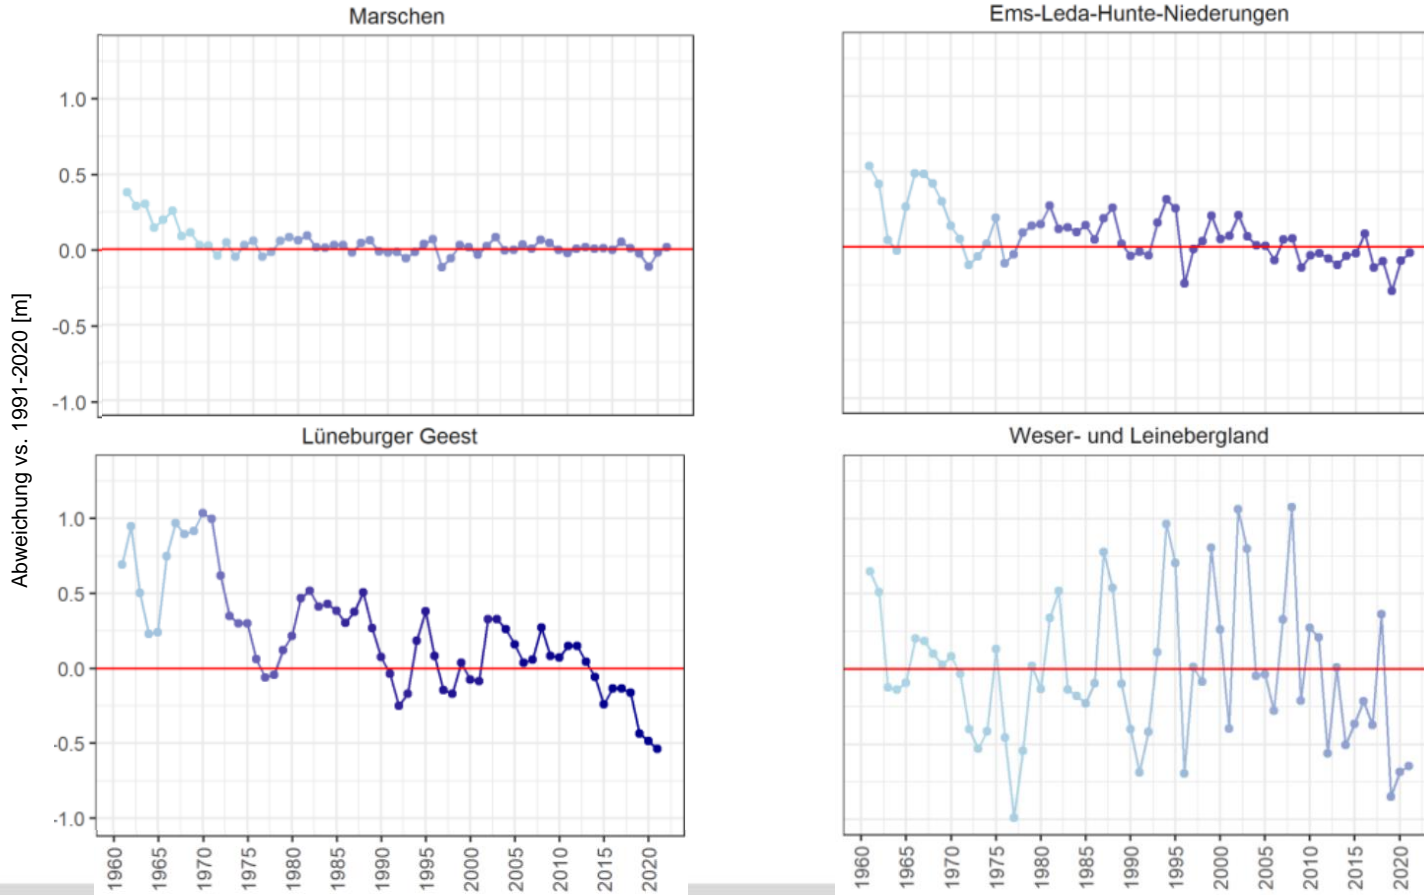 Marschen
Ems-Leda-Hunte-Niederungen
Abweichung vs. 1991-2020 [m]
1.0
0.5
0.0
-0.5
-1.0
Lüneburger Geest
Weser- und Leinebergland
1.0
0.5
0.0
-0.5
-1.0
1960 1965 1970 1975 1980 1985 1990 1995 2000 2005 2010 2015 2020
1960 1965 1970 1975 1980 1985 1990 1995 2000 2005 2010 2015 2020